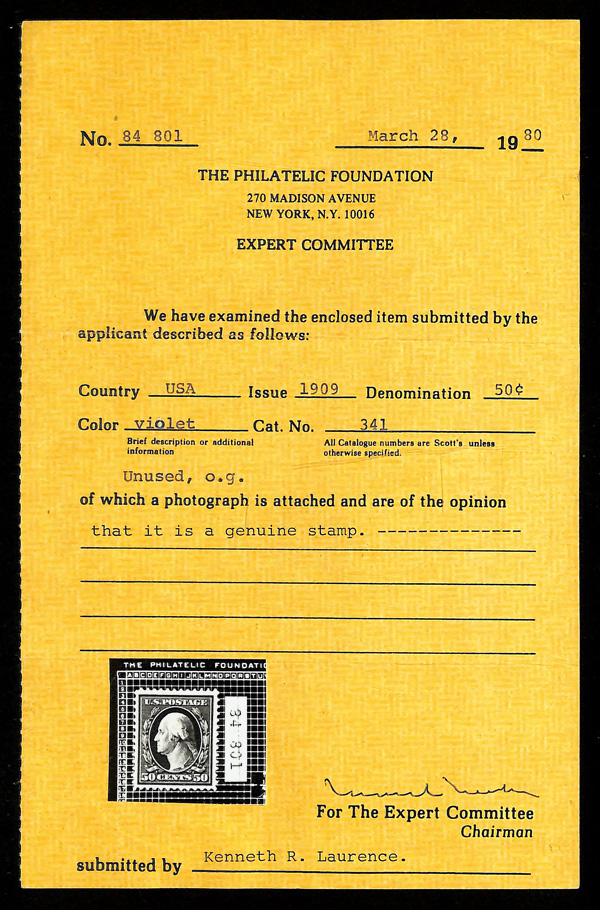 No. 84 801 March 28, 19 80
THE PHILATELIC FOUNDATION
270 MADISON AVENUE
NEW YORK, N.Y. 10016
EXPERT COMMITTEE
We have examined the enclosed item submitted by the
applicant described as follows:
Country USA Issue 1909 Denomination 50¢
Color violet Cat. No. 341
Brief description or additional information
All Catalogue numbers are Scott's unless otherwise specified.
Unused, o.g.
of which a photograph is attached and are of the opinion
that it is a genuine stamp. --------------
THE PHILATELIC FOUNDATIO
ABCDEFGHIJKLMNOPQRSTU
U.S. POSTAGE
50 CENTS 50
84 801
For The Expert Committee
Chairman
submitted by Kenneth R. Laurence.